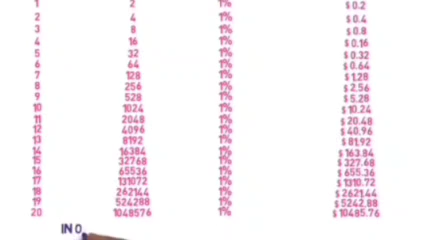 1 2 1% $ 0.2
2 4 1% $ 0.4
3 8 1% $ 0.8
4 16 1% $ 0.16
5 32 1% $ 0.32
6 64 1% $ 0.64
7 128 1% $ 1,28
8 256 1% $ 2,56
9 528 1% $ 5,28
10 1024 1% $ 10,24
11 2048 1% $ 20,48
12 4096 1% $ 40,96
13 8192 1% $ 81,92
14 16384 1% $ 163,84
15 32768 1% $ 327,68
16 65536 1% $ 655,36
17 131072 1% $ 1310,72
18 262144 1% $ 2621,44
19 524288 1% $ 5242,88
20 1048576 1% $ 10485.76
IN 0